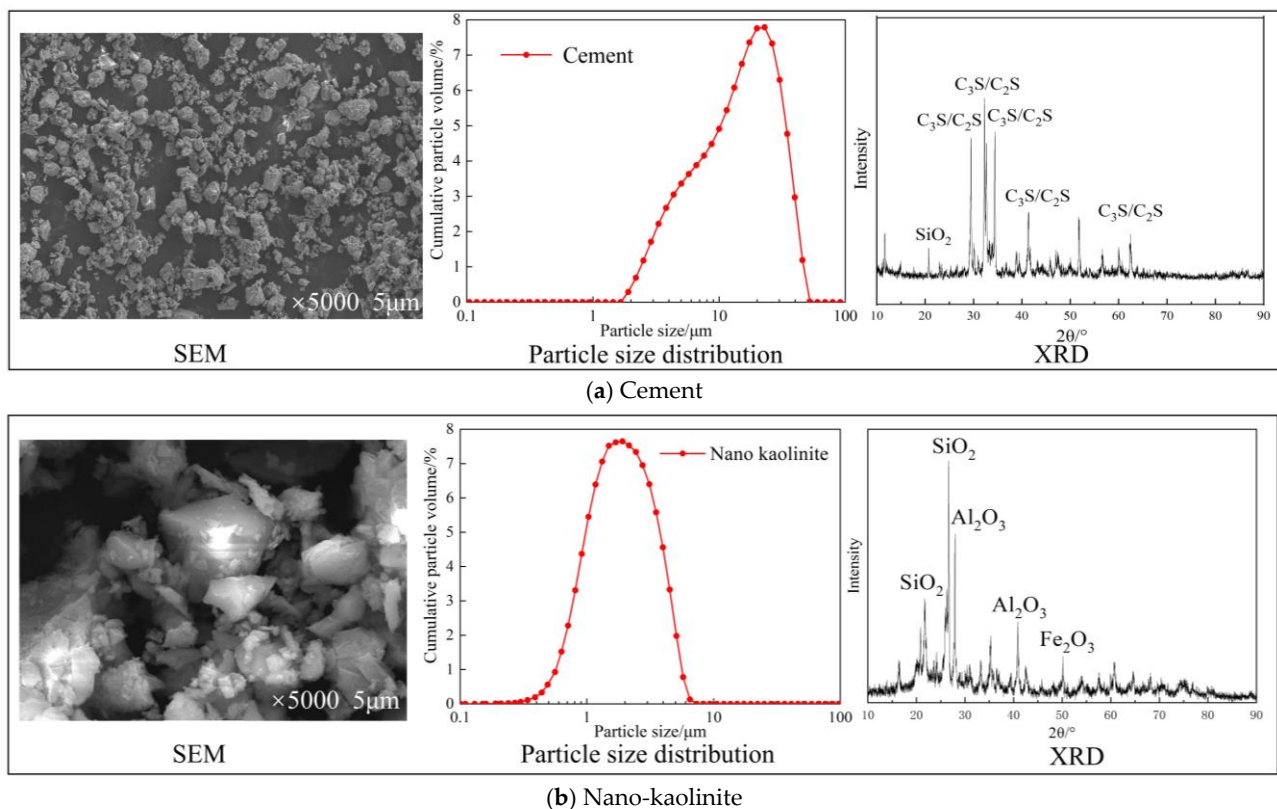 Cumulative particle volume/%
8
7
6
5
4
3
2
1
0
Cement
0.1 1 10 100
Particle size/μm
×5000 5μm
Intensity
C₃S/C₂S
C₃S/C₂S
C₃S/C₂S
C₃S/C₂S
C₃S/C₂S
SiO₂
10 20 30 40 50 60 70 80 90
2θ/°
SEM
Particle size distribution
XRD
(a) Cement
×5000 5μm
Cumulative particle volume/%
8
7
6
5
4
3
2
1
0
Nano kaolinite
0.1 1 10 100
Particle size/μm
Intensity
SiO₂
Al₂O₃
SiO₂
Al₂O₃
Fe₂O₃
10 20 30 40 50 60 70 80 90
2θ/°
SEM
Particle size distribution
XRD
(b) Nano-kaolinite